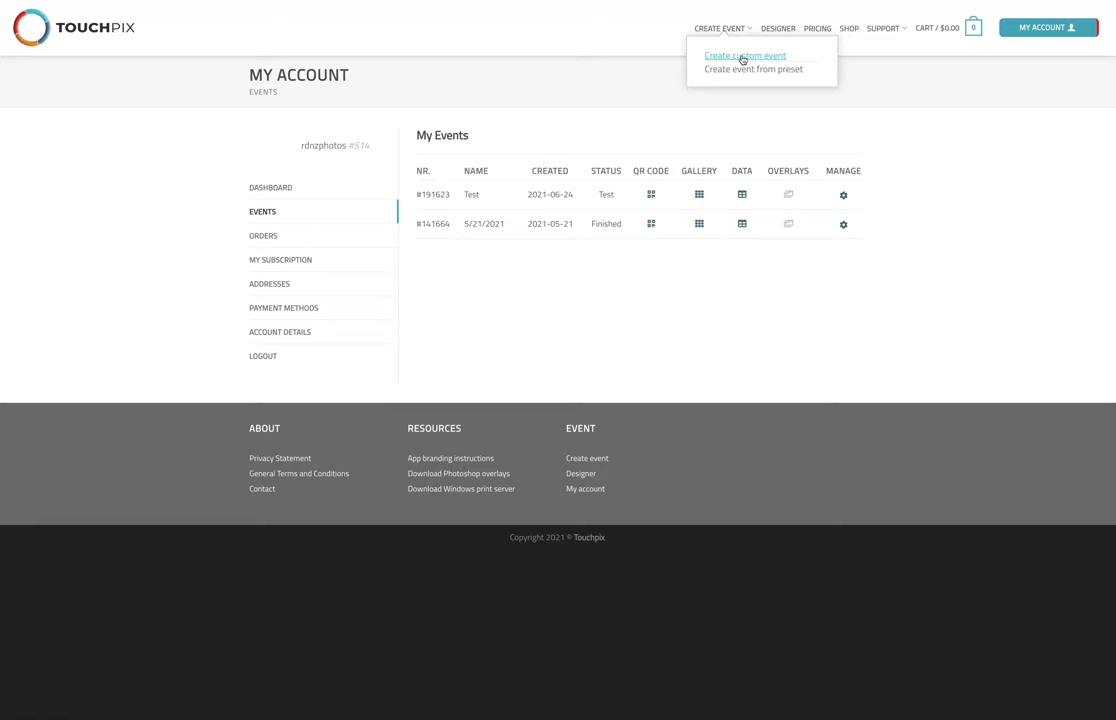 TOUCHPIX
CREATE EVENT DESIGNER PRICING SHOP SUPPORT CART / $0.00 0 MY ACCOUNT
Create custom event
Create event from preset
MY ACCOUNT
EVENTS
rdnzphotos #514
DASHBOARD
EVENTS
ORDERS
MY SUBSCRIPTION
ADDRESSES
PAYMENT METHODS
ACCOUNT DETAILS
LOGOUT
My Events
NR. NAME CREATED STATUS QR CODE GALLERY DATA OVERLAYS MANAGE
#191623 Test 2021-06-24 Test
#141664 5/21/2021 2021-05-21 Finished
ABOUT
Privacy Statement
General Terms and Conditions
Contact
RESOURCES
App branding instructions
Download Photoshop overlays
Download Windows print server
EVENT
Create event
Designer
My account
Copyright 2021 © Touchpix